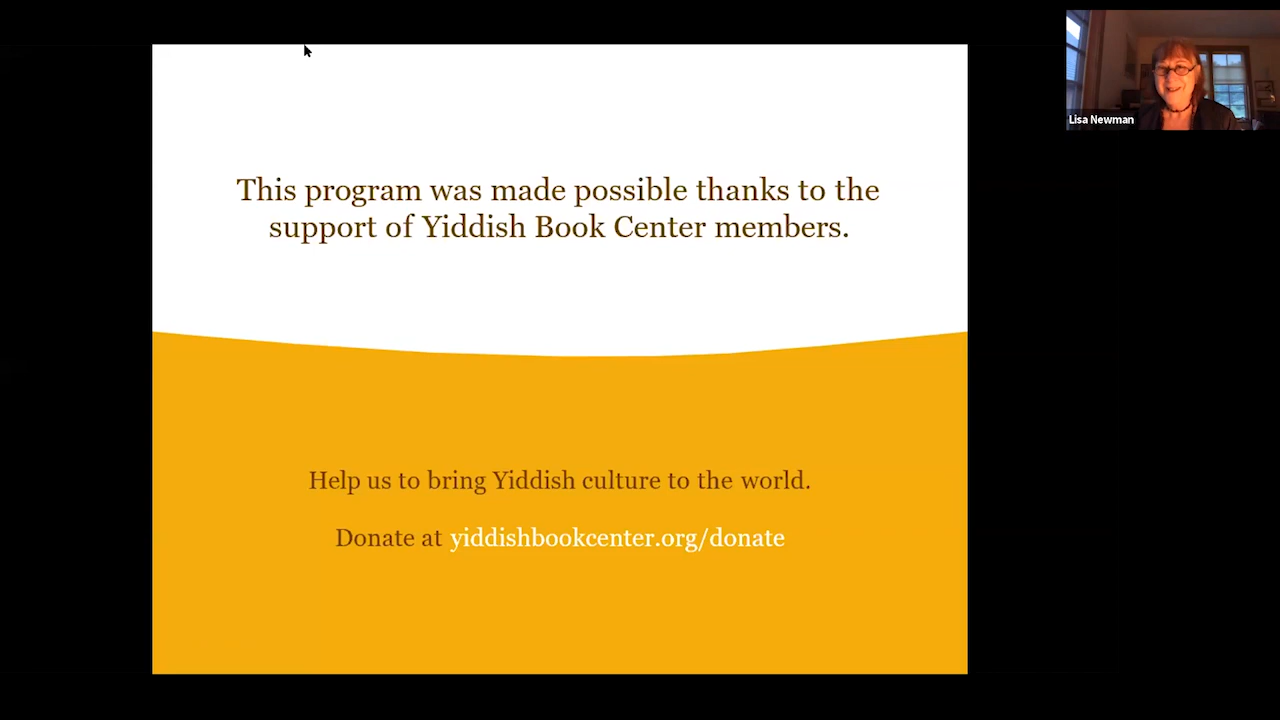 This program was made possible thanks to the
support of Yiddish Book Center members.
Help us to bring Yiddish culture to the world.
Donate at yiddishbookcenter.org/donate
Lisa Newman